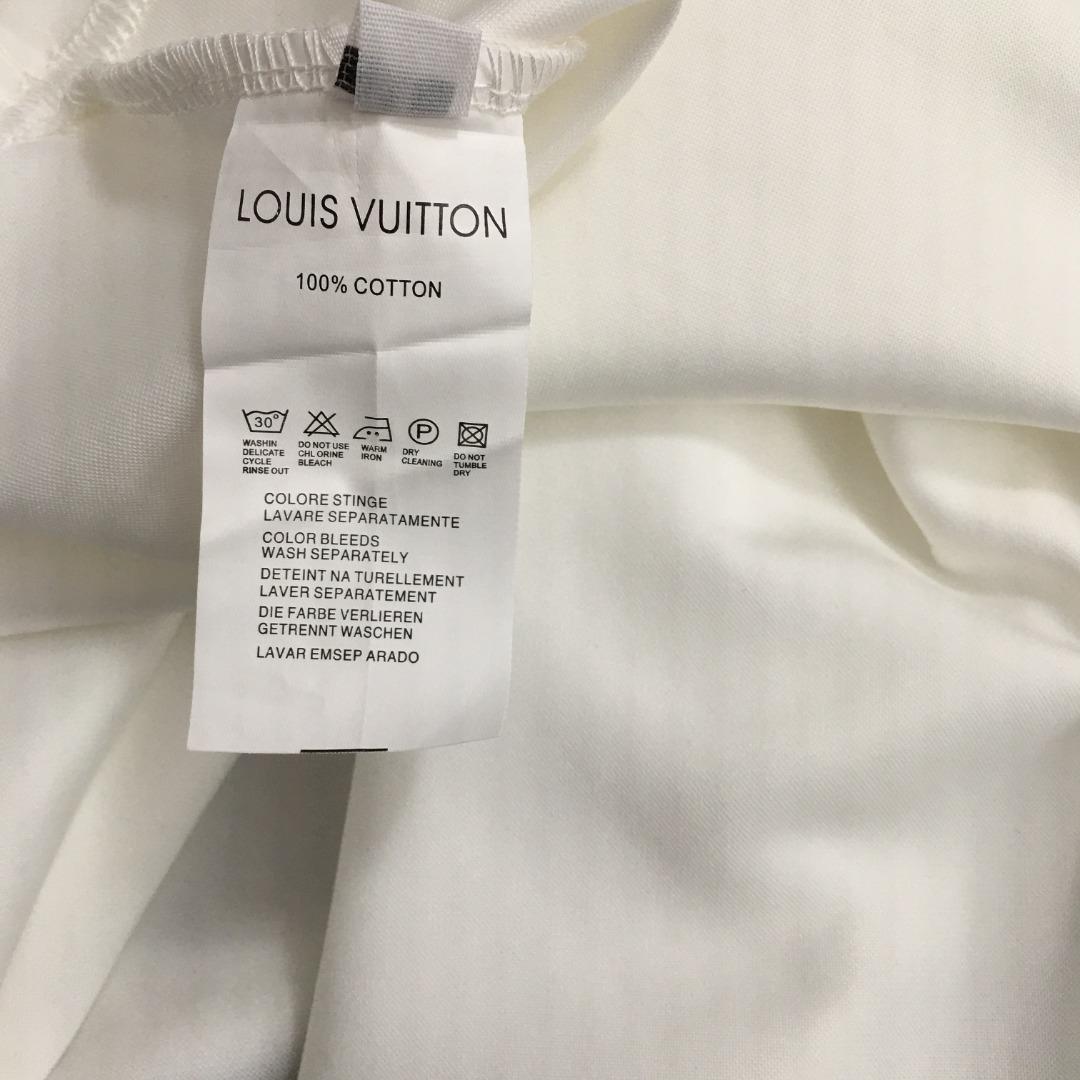 LOUIS VUITTON
100% COTTON
30°
P
WASHIN
DELICATE
CYCLE
RINSE OUT
DO NOT USE
CHLORINE
BLEACH
WARM
IRON
DRY
CLEANING
DO NOT
TUMBLE
DRY
COLORE STINGE
LAVARE SEPARATAMENTE
COLOR BLEEDS
WASH SEPARATELY
DETEINT NA TURELLEMENT
LAVER SEPARATEMENT
DIE FARBE VERLIEREN
GETRENNT WASCHEN
LAVAR EMSEP ARADO